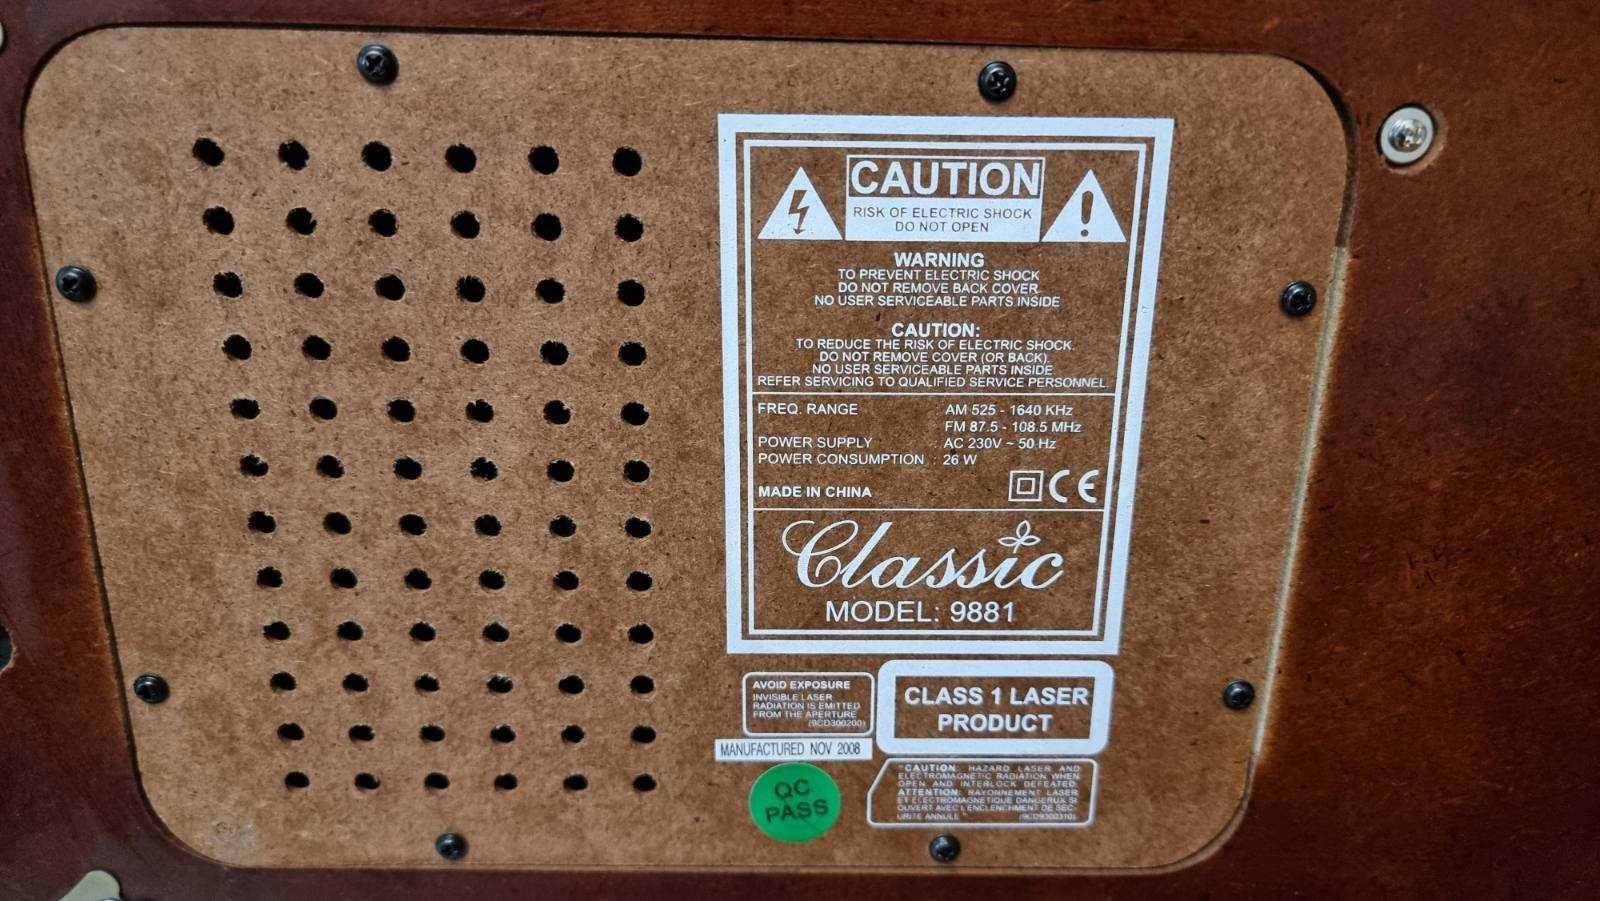 CAUTION
RISK OF ELECTRIC SHOCK
DO NOT OPEN
WARNING
TO PREVENT ELECTRIC SHOCK
DO NOT REMOVE BACK COVER
NO USER SERVICEABLE PARTS INSIDE
CAUTION:
TO REDUCE THE RISK OF ELECTRIC SHOCK.
DO NOT REMOVE COVER (OR BACK).
NO USER SERVICEABLE PARTS INSIDE.
REFER SERVICING TO QUALIFIED SERVICE PERSONNEL.
FREQ. RANGE : AM 525 - 1640 KHz
FM 87.5 - 108.5 MHz
POWER SUPPLY : AC 230V ~ 50 Hz
POWER CONSUMPTION : 26 W
MADE IN CHINA CE
Classic
MODEL: 9881
AVOID EXPOSURE
INVISIBLE LASER
RADIATION IS EMITTED
FROM THE APERTURE
(9CD300200)
CLASS 1 LASER
PRODUCT
MANUFACTURED NOV 2008
QC
PASS
"CAUTION: HAZARD LASER AND
ELECTROMAGNETIC RADIATION WHEN
OPEN AND INTERLOCK DEFEATED.
ATTENTION: RAYONNEMENT LASER
ET ELECTROMAGNETIQUE DANGERUX SI
OUVERT AVEC L ENCLENCHMENT DE SEC-
URITE ANNULE" (9CD9300310)